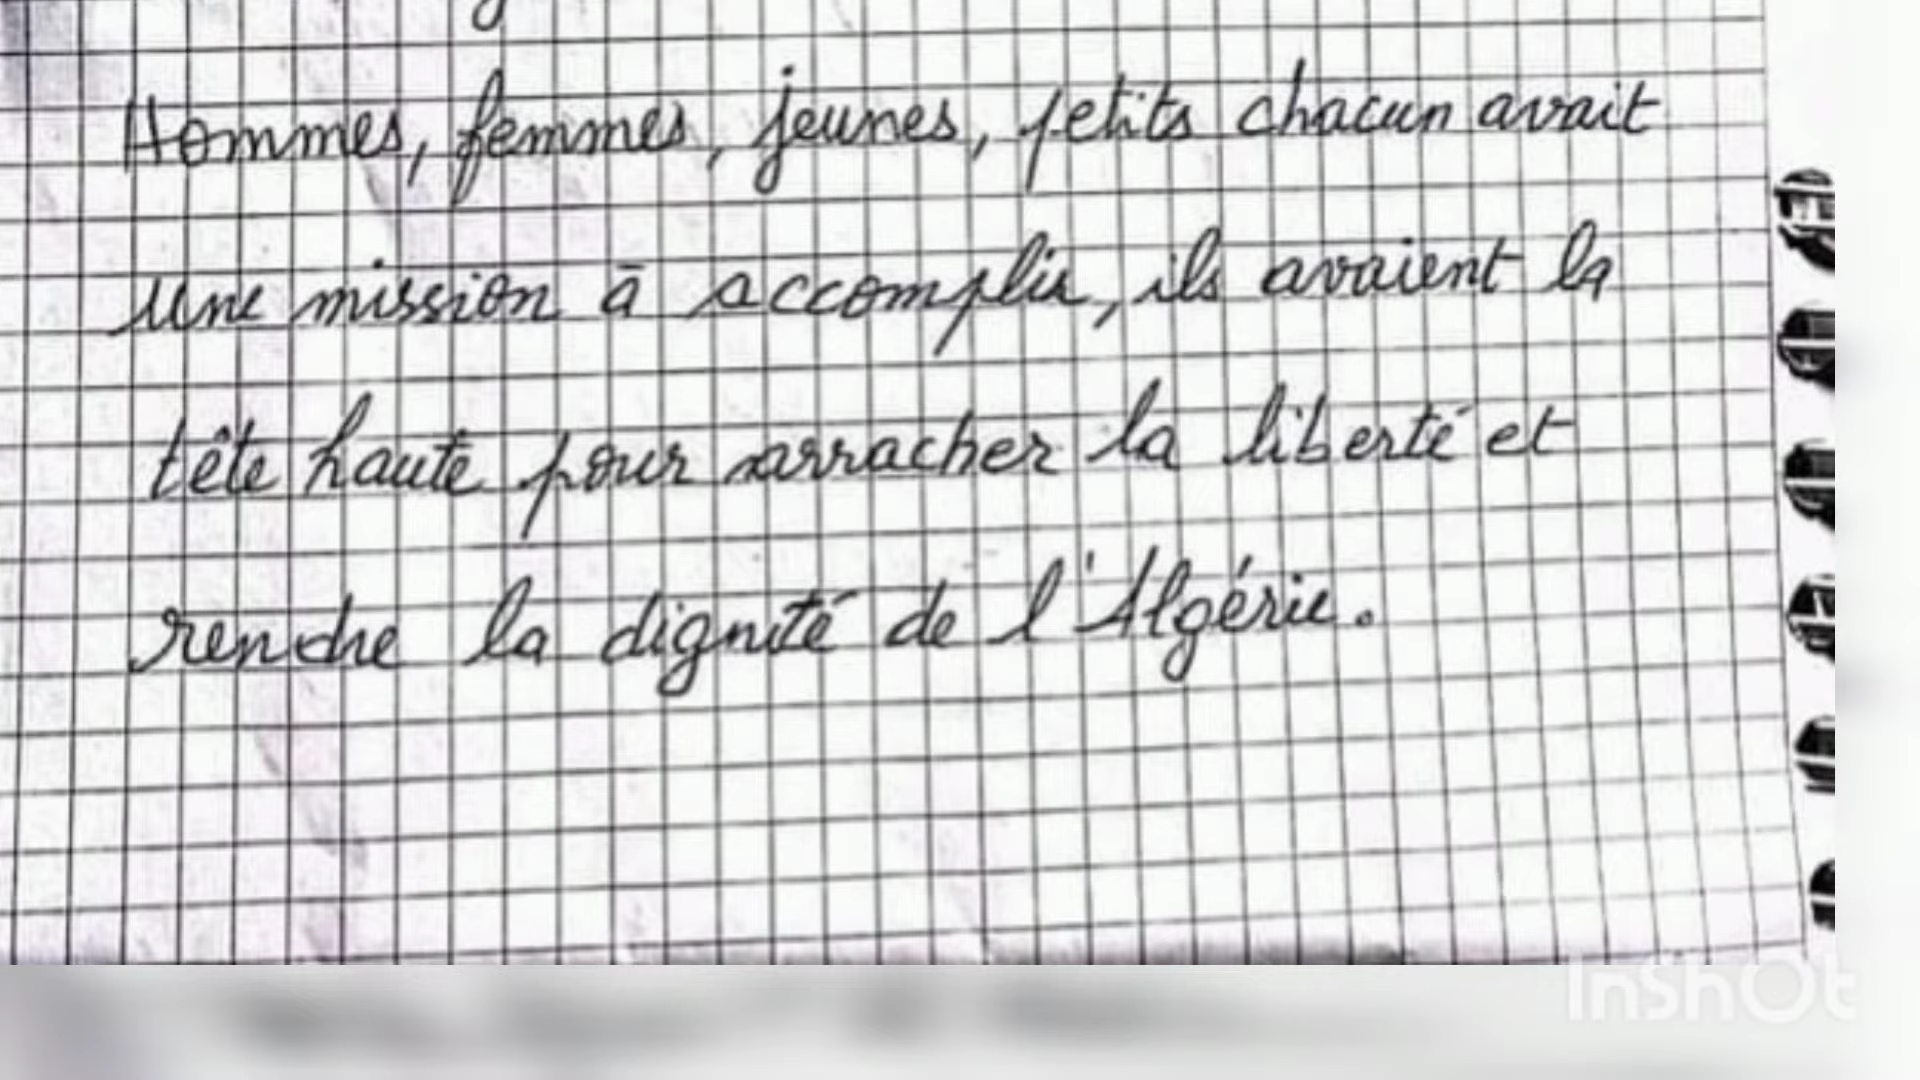 Hommes, femmes, jeunes, petits chacun avait
une mission à accomplir, ils avaient la
tête haute pour arracher la liberté et
rendre la dignité de l'Algérie.
InShOt